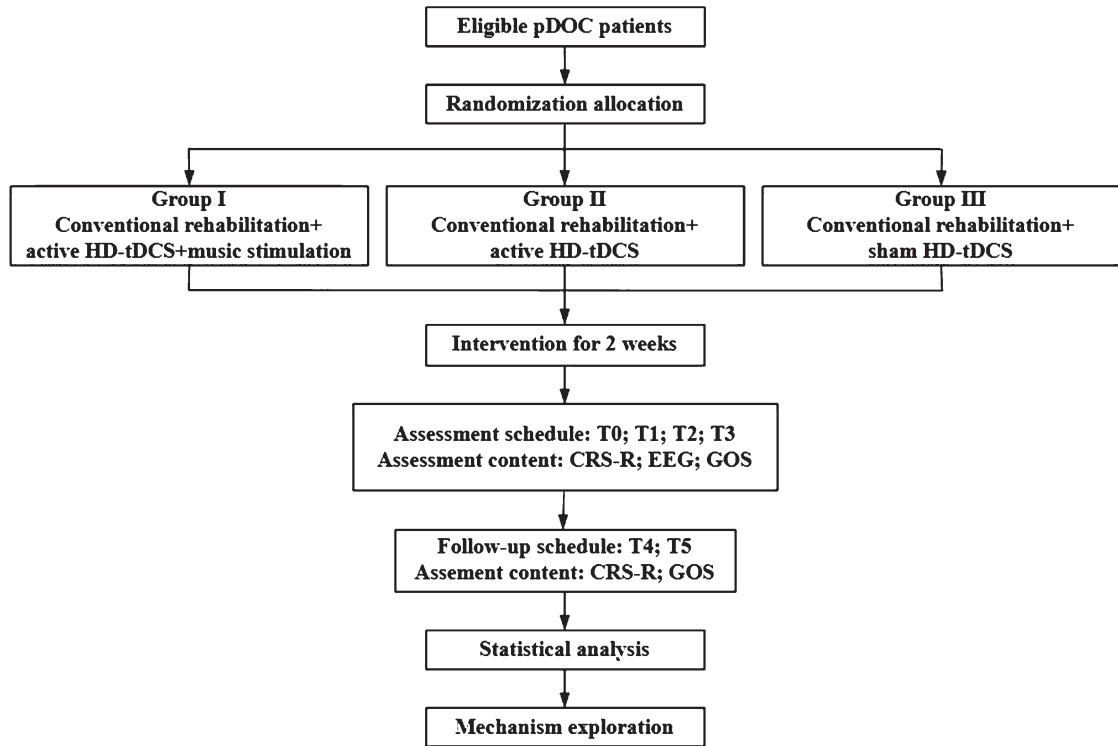 Eligible pDOC patients
Randomization allocation
Group I
Conventional rehabilitation+
active HD-tDCS+music stimulation
Group II
Conventional rehabilitation+
active HD-tDCS
Group III
Conventional rehabilitation+
sham HD-tDCS
Intervention for 2 weeks
Assessment schedule: T0; T1; T2; T3
Assessment content: CRS-R; EEG; GOS
Follow-up schedule: T4; T5
Assement content: CRS-R; GOS
Statistical analysis
Mechanism exploration